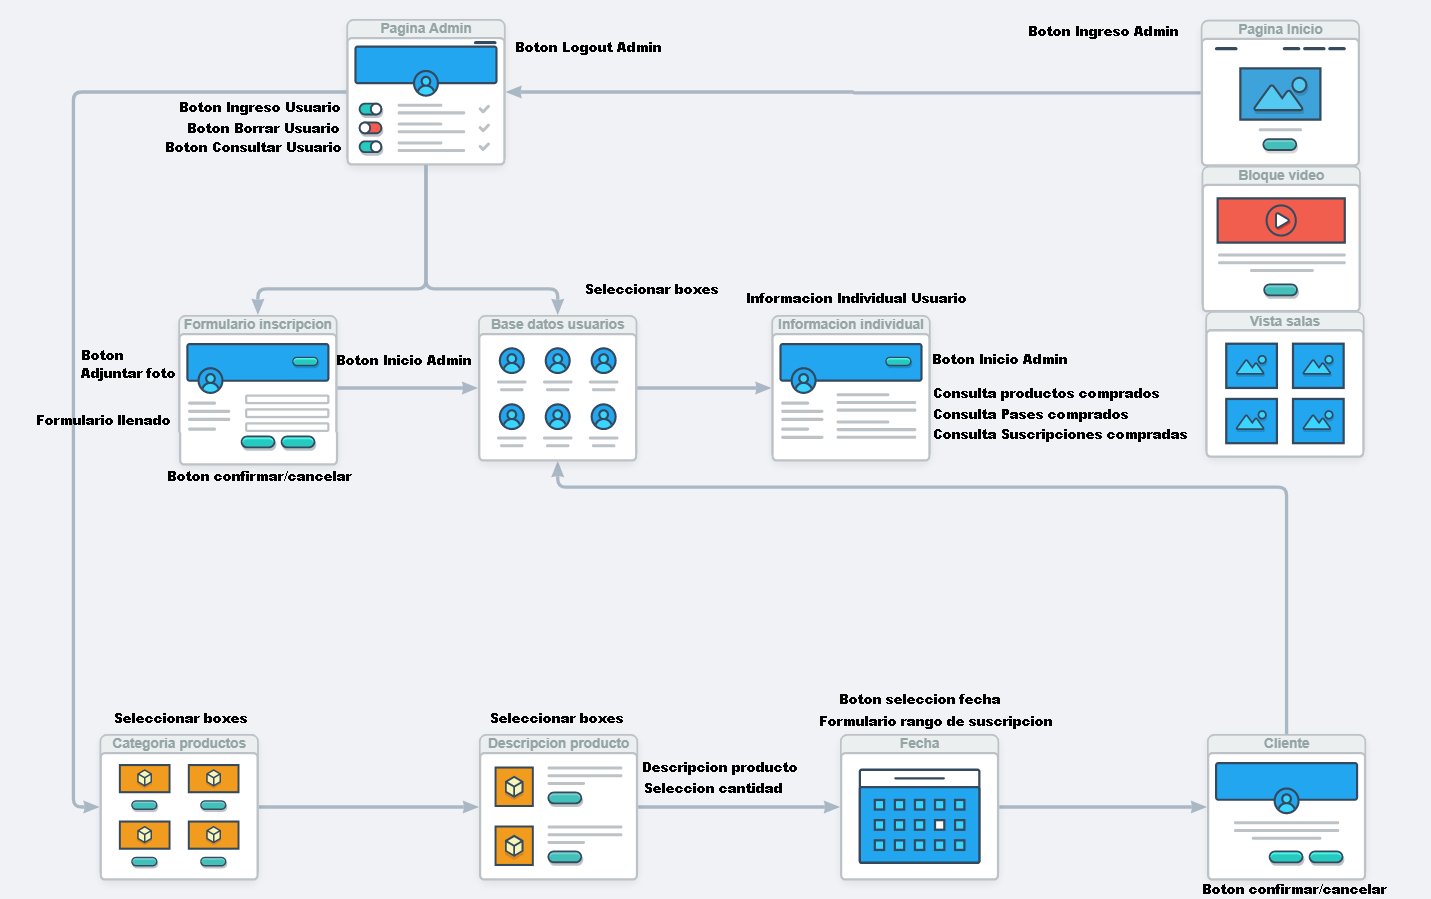 Pagina Admin
Boton Logout Admin
Boton Ingreso Admin
Pagina Inicio
Boton Ingreso Usuario
Boton Borrar Usuario
Boton Consultar Usuario
Bloque video
Seleccionar boxes
Informacion Individual Usuario
Formulario inscripcion
Base datos usuarios
Informacion individual
Vista salas
Boton
Adjuntar foto
Boton Inicio Admin
Boton Inicio Admin
Consulta productos comprados
Consulta Pases comprados
Consulta Suscripciones compradas
Formulario llenado
Boton confirmar/cancelar
Boton seleccion fecha
Formulario rango de suscripcion
Seleccionar boxes
Seleccionar boxes
Categoria productos
Descripcion producto
Fecha
Cliente
Descripcion producto
Seleccion cantidad
Boton confirmar/cancelar